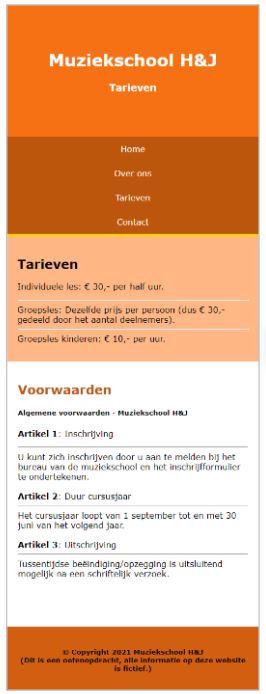 Muziekschool H&J
Tarieven
Home
Over ons
Tarieven
Contact
Tarieven
Individuele les: € 30,- per half uur.
Groepsles: Dezelfde prijs per persoon (dus € 30,-
gedeeld door het aantal deelnemers).
Groepsles kinderen: € 10,- per uur.
Voorwaarden
Algemene voorwaarden - Muziekschool H&J
Artikel 1: Inschrijving
U kunt zich inschrijven door u aan te melden bij het
bureau van de muziekschool en het inschrijfformulier
te ondertekenen.
Artikel 2: Duur cursusjaar
Het cursusjaar loopt van 1 september tot en met 30
juni van het volgend jaar.
Artikel 3: Uitschrijving
Tussentijdse beëindiging/opzegging is uitsluitend
mogelijk na een schriftelijk verzoek.
© Copyright 2021 Muziekschool H&J
(Dit is een oefenopdracht, alle informatie op deze website
is fictief.)